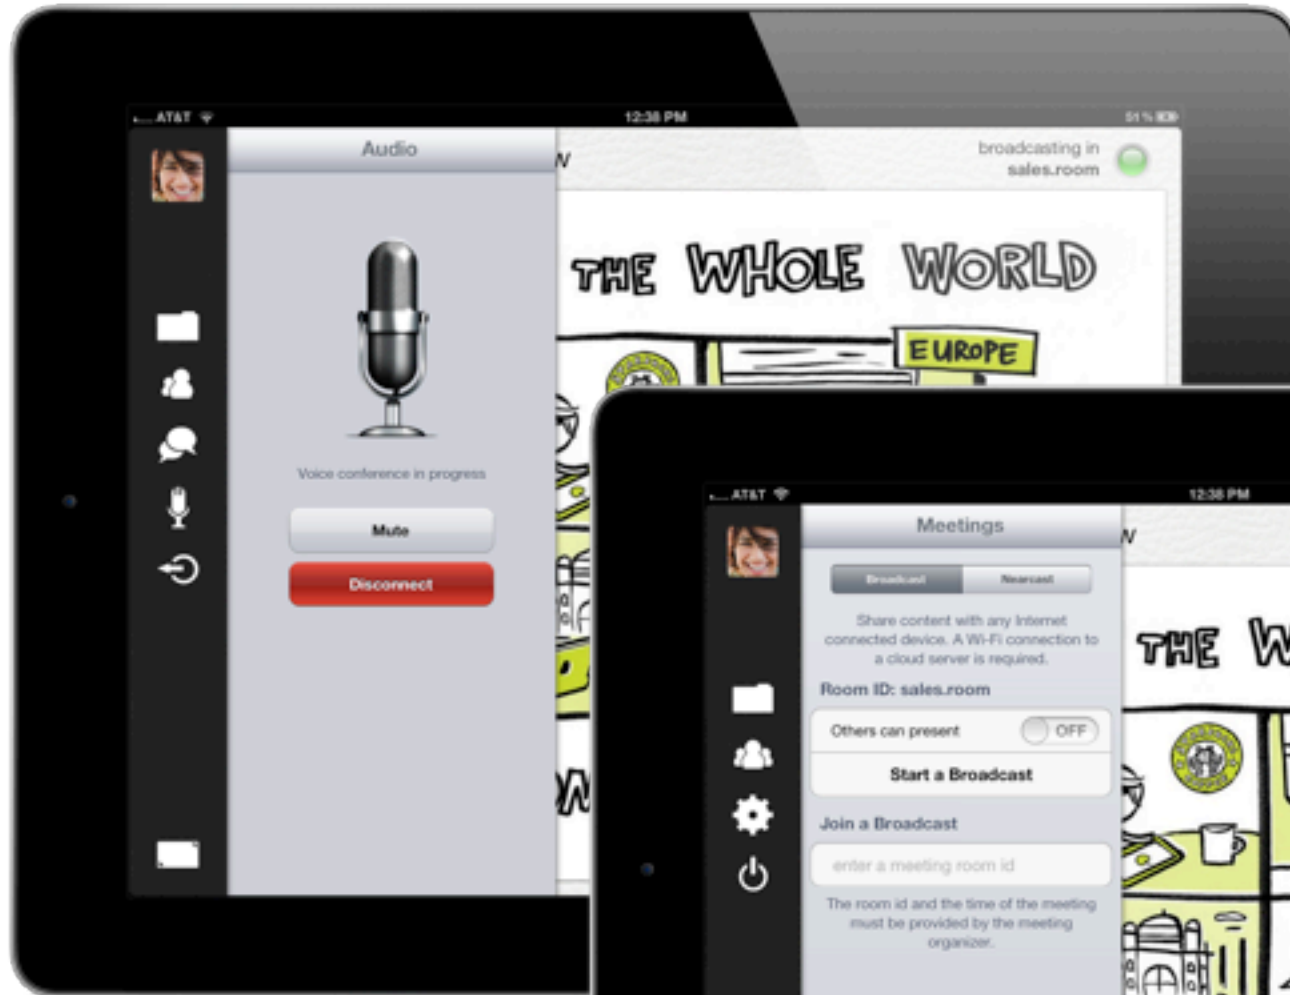 AT&T
12:38 PM
51 %
Audio
W
broadcasting in
sales.room
THE WHOLE WORLD
EUROPE
Voice conference in progress
Mute
Disconnect
AT&T
12:38 PM
Meetings
W
Broadcast
Nearcast
Share content with any Internet
connected device. A Wi-Fi connection to
a cloud server is required.
THE W
Room ID: sales.room
Others can present
OFF
Start a Broadcast
Join a Broadcast
enter a meeting room id
The room id and the time of the meeting
must be provided by the meeting
organizer.